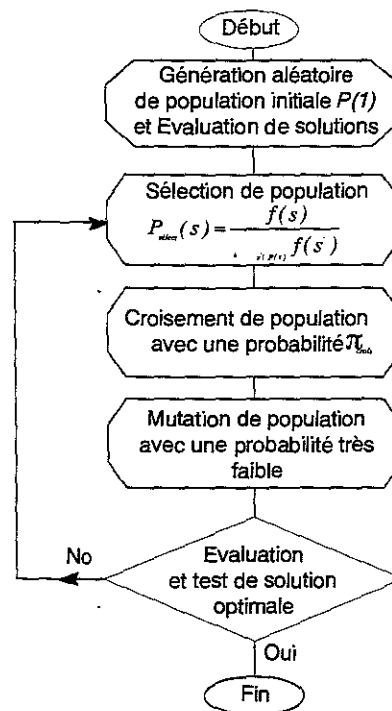 Début
Génération aléatoire
de population initiale P(1)
et Evaluation de solutions
Sélection de population
P (s) = f(s)
f(s')
Croisement de population
avec une probabilité π
Mutation de population
avec une probabilité très
faible
No
Evaluation
et test de solution
optimale
Oui
Fin